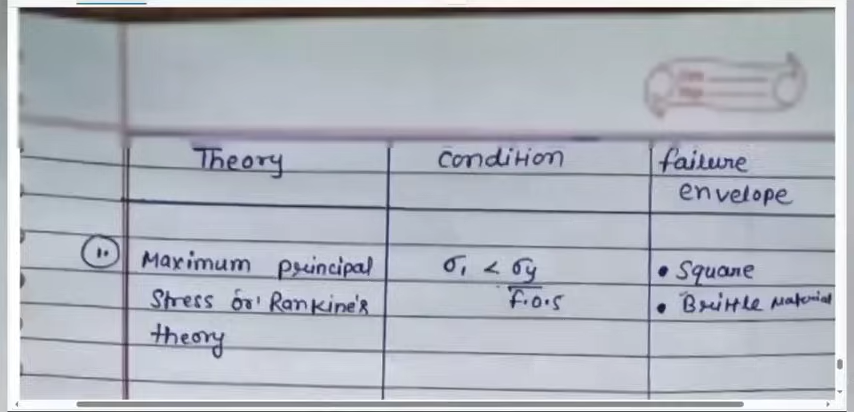 Theory condition failure
envelope
1. Maximum principal σ1 < σy • Square
Stress or Rankine's f.o.s • Brittle Material
theory